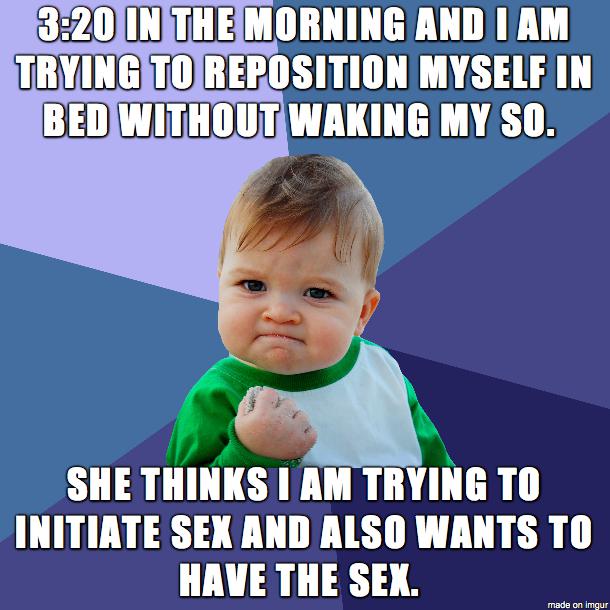 3:20 IN THE MORNING AND I AM
TRYING TO REPOSITION MYSELF IN
BED WITHOUT WAKING MY SO.
SHE THINKS I AM TRYING TO
INITIATE SEX AND ALSO WANTS TO
HAVE THE SEX.
made on imgur